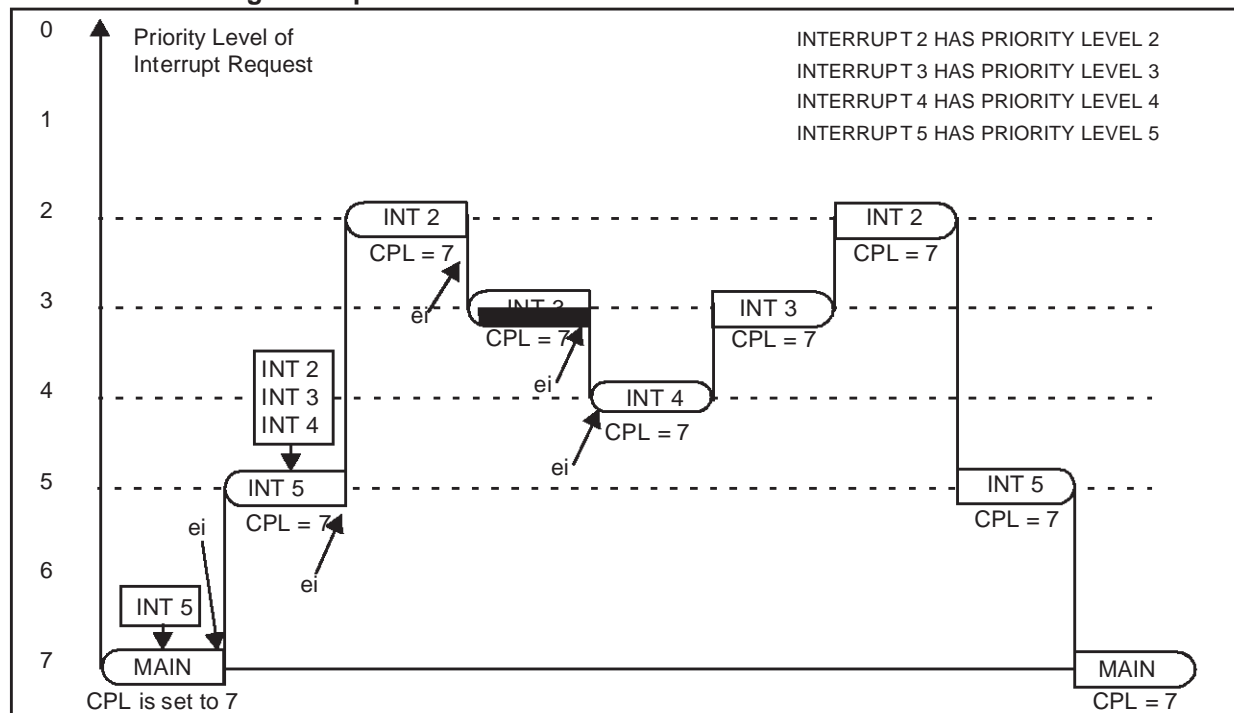 0
Priority Level of
Interrupt Request
INTERRUPT 2 HAS PRIORITY LEVEL 2
INTERRUPT 3 HAS PRIORITY LEVEL 3
INTERRUPT 4 HAS PRIORITY LEVEL 4
INTERRUPT 5 HAS PRIORITY LEVEL 5
1
2
INT 2
CPL = 7
INT 2
CPL = 7
ei
3
INT 3
CPL = 7
INT 3
CPL = 7
ei
INT 2
INT 3
INT 4
4
INT 4
CPL = 7
ei
5
INT 5
CPL = 7
INT 5
CPL = 7
ei
ei
6
INT 5
7
MAIN
CPL is set to 7
MAIN
CPL = 7